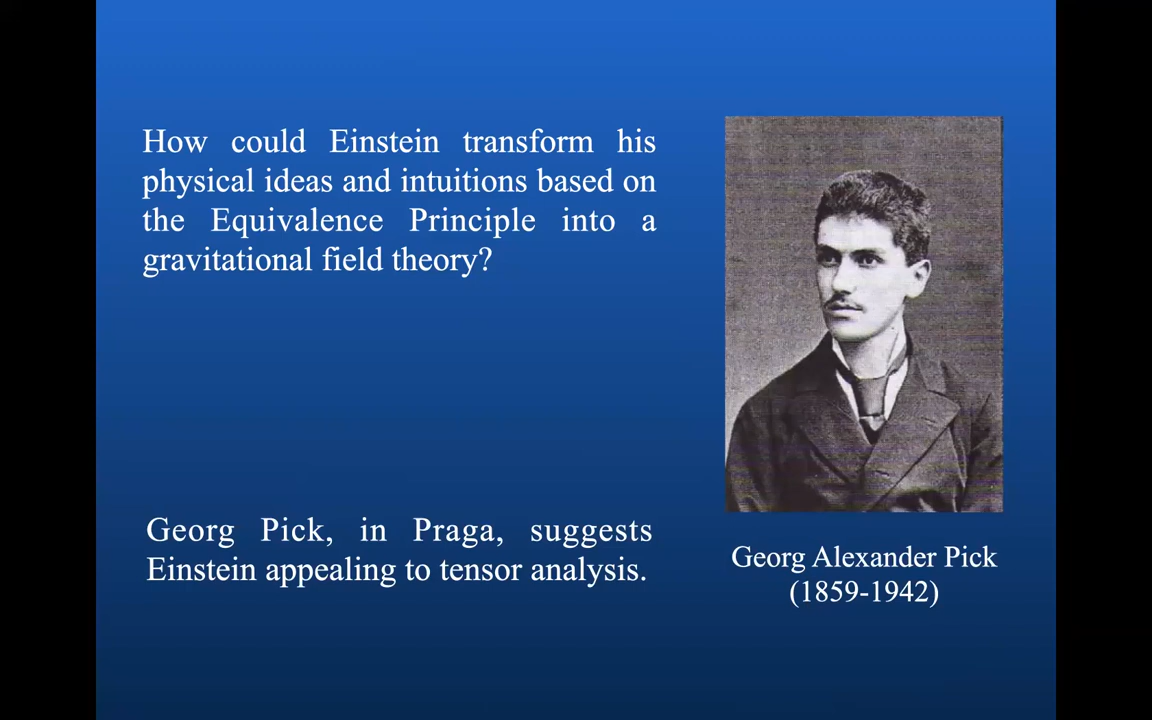 How could Einstein transform his
physical ideas and intuitions based on
the Equivalence Principle into a
gravitational field theory?
Georg Pick, in Praga, suggests
Einstein appealing to tensor analysis.
Georg Alexander Pick
(1859-1942)